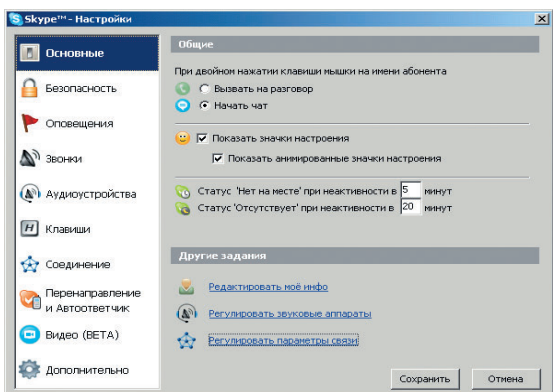 Skype™ - Настройки
Основные
Безопасность
Оповещения
Звонки
Аудиоустройства
Клавиши
Соединение
Перенаправление
и Автоответчик
Видео (BETA)
Дополнительно
Общие
При двойном нажатии клавиши мышки на имени абонента
Вызвать на разговор
Начать чат
Показать значки настроения
Показать анимированные значки настроения
Статус 'Нет на месте' при неактивности в 5 минут
Статус 'Отсутствует' при неактивности в 20 минут
Другие задания
Редактировать моё инфо
Регулировать звуковые аппараты
Регулировать параметры связи
Сохранить
Отмена